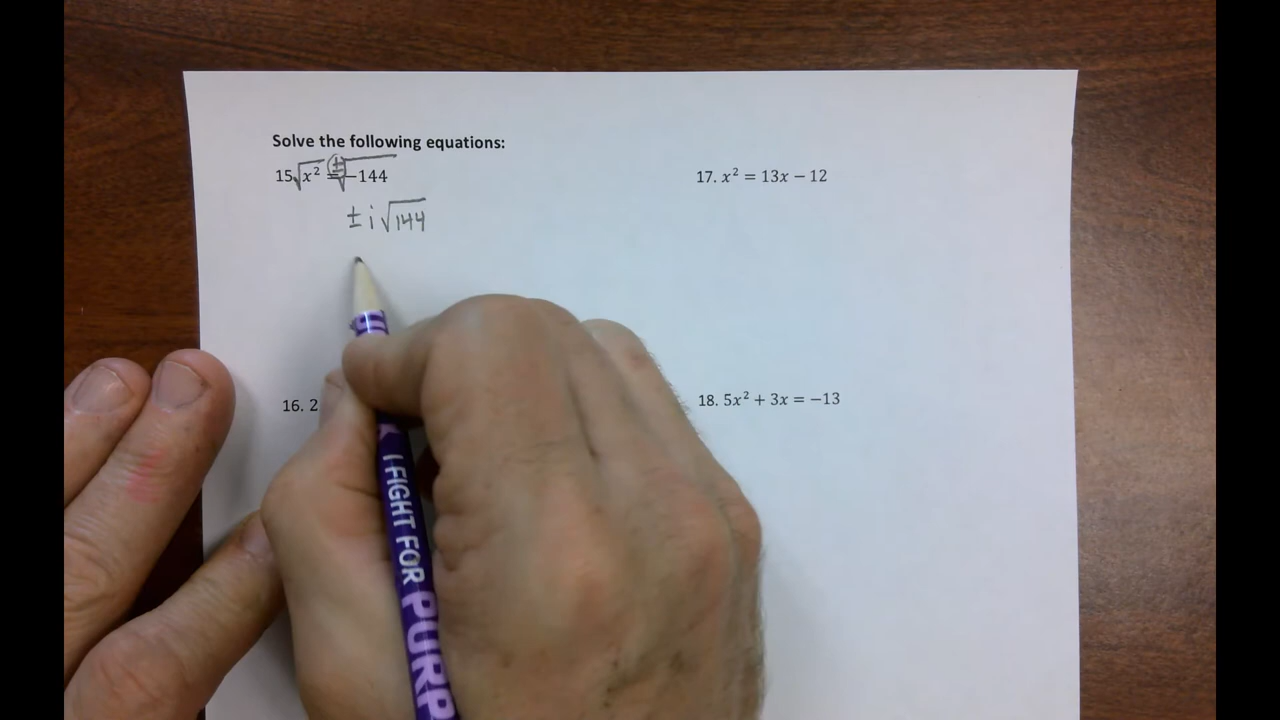 Solve the following equations:
15. √x² = ±√−144
± i √144
16. 2
17. x² = 13x − 12
18. 5x² + 3x = −13
I FIGHT FOR PURP